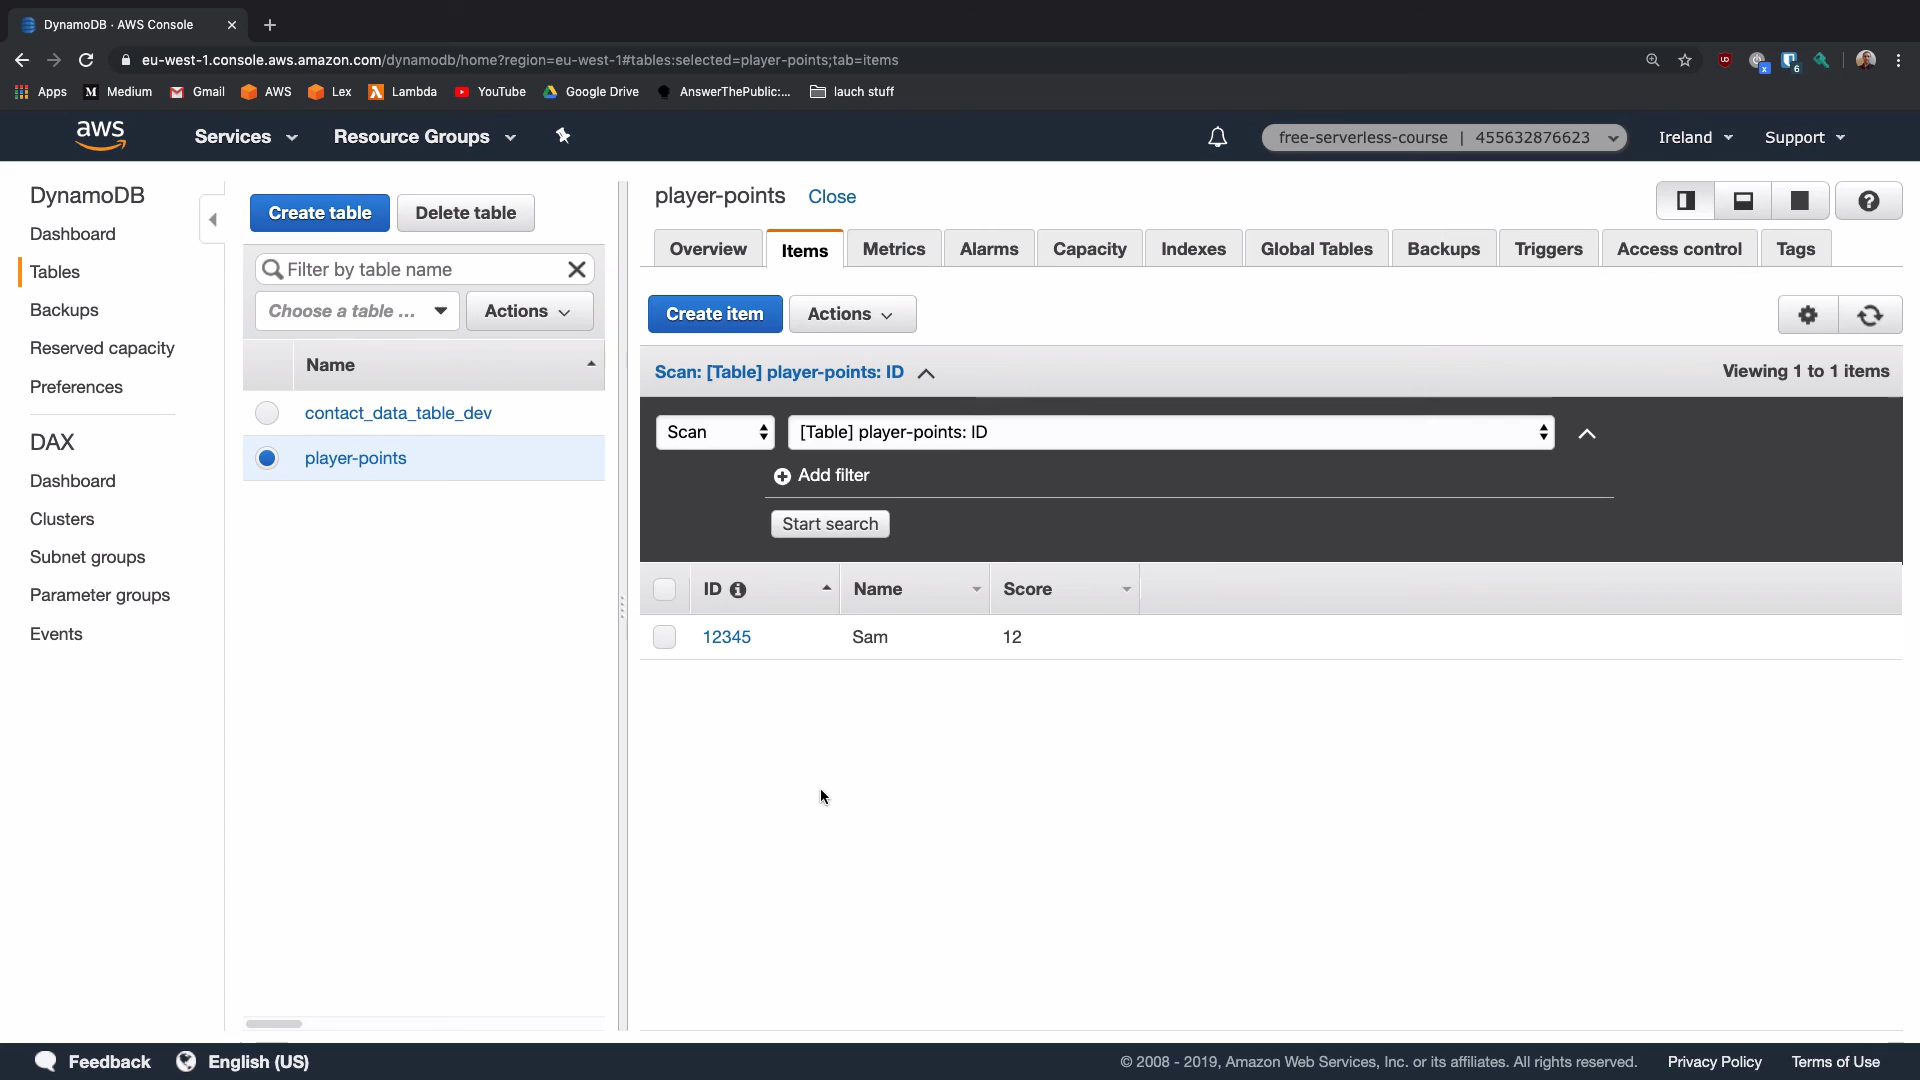 DynamoDB · AWS Console
eu-west-1.console.aws.amazon.com/dynamodb/home?region=eu-west-1#tables:selected=player-points;tab=items
Apps Medium Gmail AWS Lex Lambda YouTube Google Drive AnswerThePublic:... lauch stuff
aws Services Resource Groups free-serverless-course | 455632876623 Ireland Support
DynamoDB
Dashboard
Tables
Backups
Reserved capacity
Preferences
DAX
Dashboard
Clusters
Subnet groups
Parameter groups
Events
Create table Delete table
Filter by table name
Choose a table ... Actions
Name
contact_data_table_dev
player-points
player-points Close
Overview Items Metrics Alarms Capacity Indexes Global Tables Backups Triggers Access control Tags
Create item Actions
Scan: [Table] player-points: ID Viewing 1 to 1 items
Scan [Table] player-points: ID
Add filter
Start search
ID Name Score
12345 Sam 12
Feedback English (US) © 2008 - 2019, Amazon Web Services, Inc. or its affiliates. All rights reserved. Privacy Policy Terms of Use